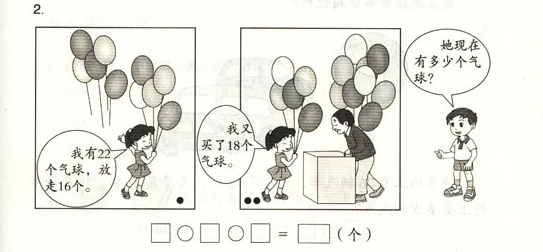 2.
我有22
个气球，放
走16个。
我又
买了18个
气球。
她现在
有多少个气
球？
□○□○□=□(个)